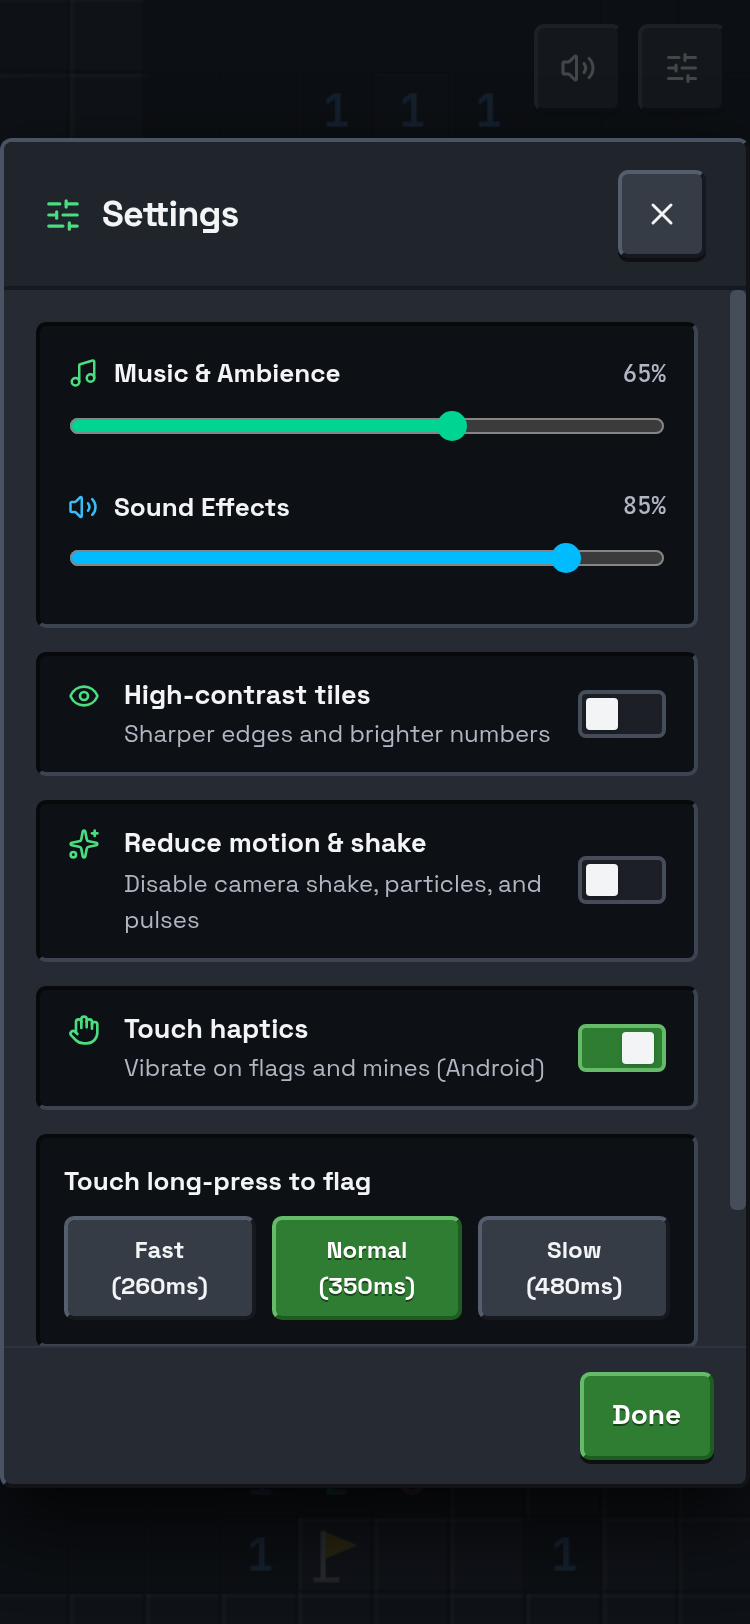 1 1 1
Settings
Music & Ambience 65%
Sound Effects 85%
High-contrast tiles
Sharper edges and brighter numbers
Reduce motion & shake
Disable camera shake, particles, and
pulses
Touch haptics
Vibrate on flags and mines (Android)
Touch long-press to flag
Fast Normal Slow
(260ms) (350ms) (480ms)
Done
1 1